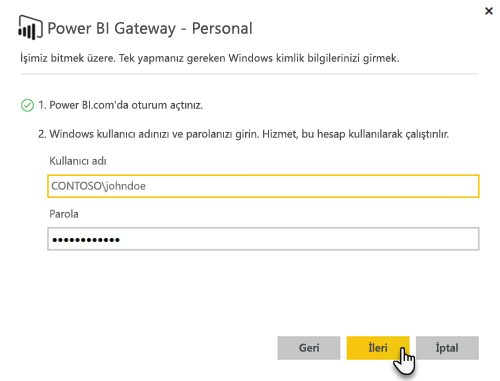 Power BI Gateway - Personal
İşimiz bitmek üzere. Tek yapmanız gereken Windows kimlik bilgilerinizi girmek.
1. Power BI.com'da oturum açtınız.
2. Windows kullanıcı adınızı ve parolanızı girin. Hizmet, bu hesap kullanılarak çalıştırılır.
Kullanıcı adı
CONTOSO\johndoe
Parola
••••••••••••
Geri İleri İptal